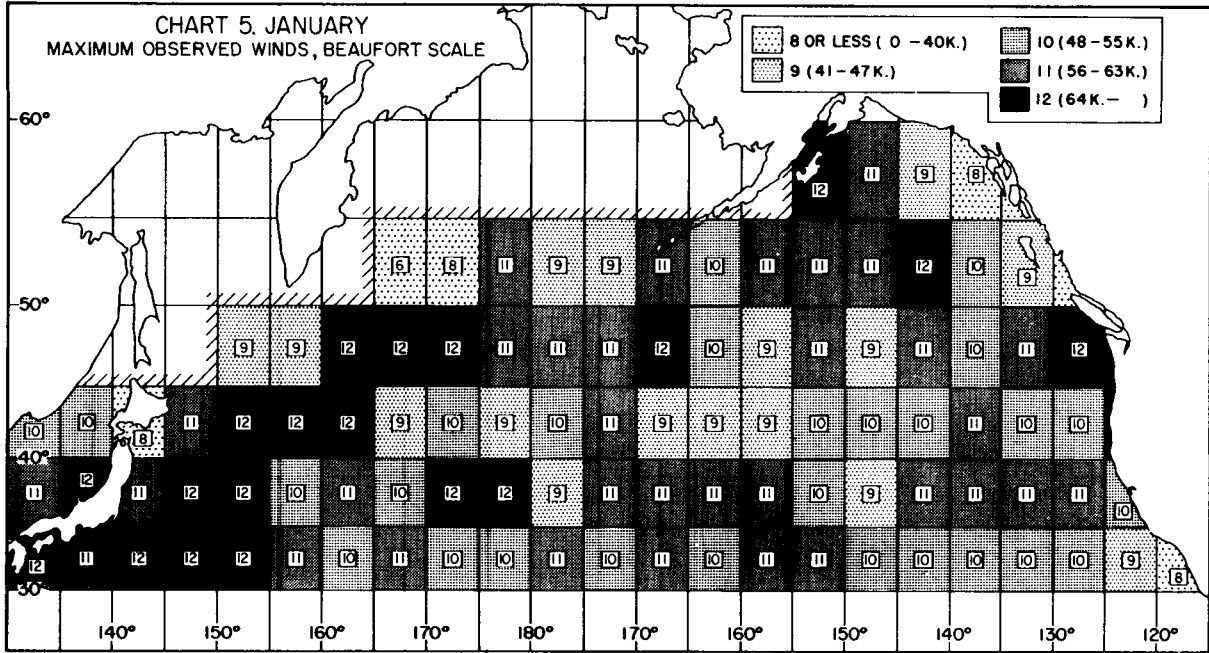 CHART 5. JANUARY
MAXIMUM OBSERVED WINDS, BEAUFORT SCALE
8 OR LESS ( 0 -40K.)
9 (41-47K.)
10 (48-55K.)
11 (56-63K.)
12 (64K.- )
60°
12 11 9 8
6 8 11 9 9 11 10 11 11 11 12 10 9
50°
9 9 12 12 12 11 11 11 12 10 9 11 9 11 10 11 12
10 10 8 11 12 12 12 9 10 9 10 11 9 9 9 10 10 10 11 10 10
40°
11 12 11 12 12 10 11 10 12 12 9 11 11 11 11 10 9 11 11 11 11 10
12 11 12 12 12 11 10 11 10 10 11 10 11 10 11 11 10 10 10 10 10 9 8
30°
140° 150° 160° 170° 180° 170° 160° 150° 140° 130° 120°